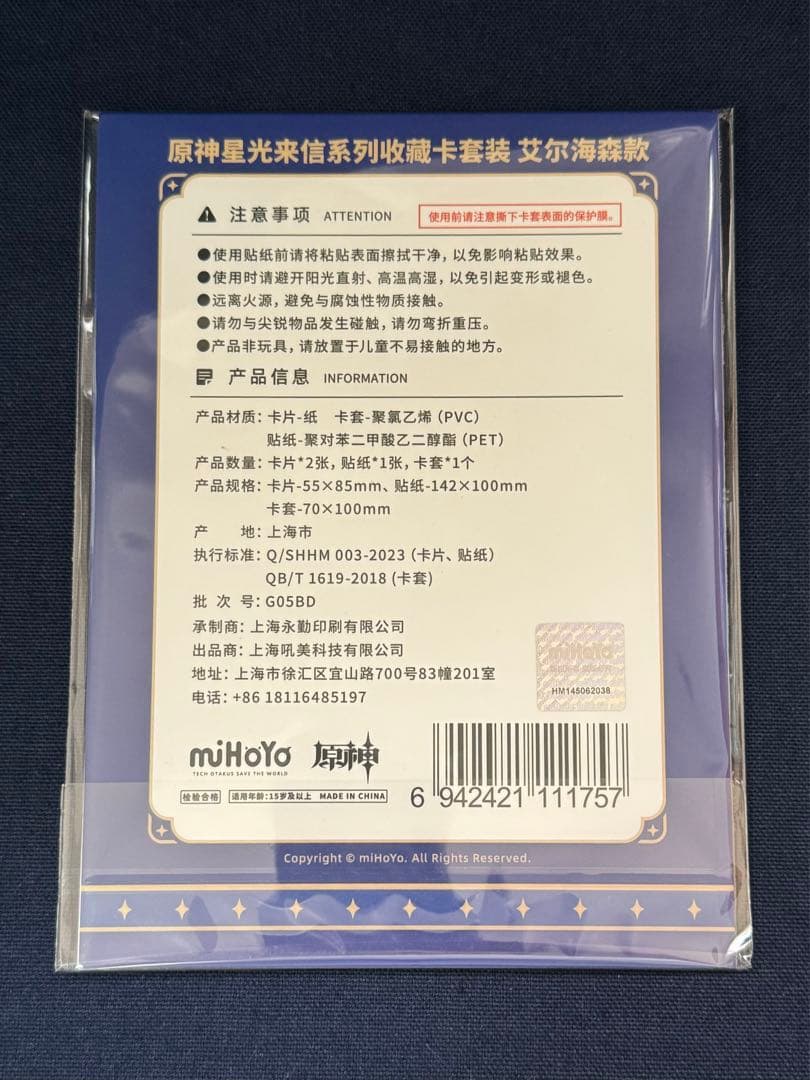 原神星光来信系列收藏卡套装 艾尔海森款
注意事项 ATTENTION 使用前请注意撕下卡套表面的保护膜。
●使用贴纸前请将粘贴表面擦拭干净，以免影响粘贴效果。
●使用时请避开阳光直射、高温高湿，以免引起变形或褪色。
●远离火源，避免与腐蚀性物质接触。
●请勿与尖锐物品发生碰触，请勿弯折重压。
●产品非玩具，请放置于儿童不易接触的地方。
产品信息 INFORMATION
产品材质：卡片-纸 卡套-聚氯乙烯（PVC）
贴纸-聚对苯二甲酸乙二醇酯（PET）
产品数量：卡片*2张，贴纸*1张，卡套*1个
产品规格：卡片-55×85mm、贴纸-142×100mm
卡套-70×100mm
产 地：上海市
执行标准：Q/SHHM 003-2023（卡片、贴纸）
QB/T 1619-2018 (卡套)
批 次 号：G05BD
承制商：上海永勤印刷有限公司
出品商：上海吼美科技有限公司
地址：上海市徐汇区宜山路700号83幢201室
电话：+86 18116485197
miHoYo
HM145062038
miHoYo 原神
TECH OTAKUS SAVE THE WORLD
检验合格 适用年龄：15岁及以上 MADE IN CHINA
6 942421 111757
Copyright © miHoYo. All Rights Reserved.